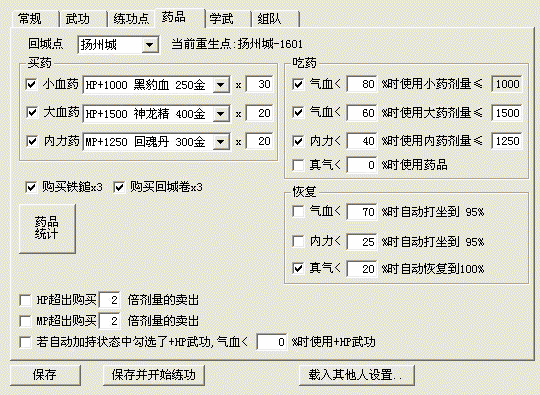 常规 武功 练功点 药品 学武 组队
回城点 扬州城 当前重生点:扬州城-1601
买药
小血药 HP+1000 黑豹血 250金 x 30
大血药 HP+1500 神龙精 400金 x 20
内力药 MP+1250 回魂丹 300金 x 20
购买铁鎚x3 购买回城卷x3
药品
统计
吃药
气血< 80 %时使用小药剂量≤ 1000
气血< 60 %时使用大药剂量≤ 1500
内力< 40 %时使用内药剂量≤ 1250
真气< 0 %时使用药品
恢复
气血< 70 %时自动打坐到 95%
内力< 25 %时自动打坐到 95%
真气< 20 %时自动恢复到100%
HP超出购买 2 倍剂量的卖出
MP超出购买 2 倍剂量的卖出
若自动加持状态中勾选了+HP武功,气血< 0 %时使用+HP武功
保存 保存并开始练功 载入其他人设置..